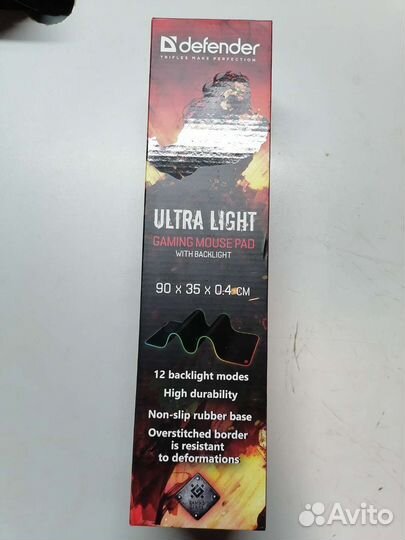 defender
TRIFLES MAKE PERFECTION
ULTRA LIGHT
GAMING MOUSE PAD
WITH BACKLIGHT
90 x 35 x 0.4 CM
12 backlight modes
High durability
Non-slip rubber base
Overstitched border
is resistant
to deformations
Avito